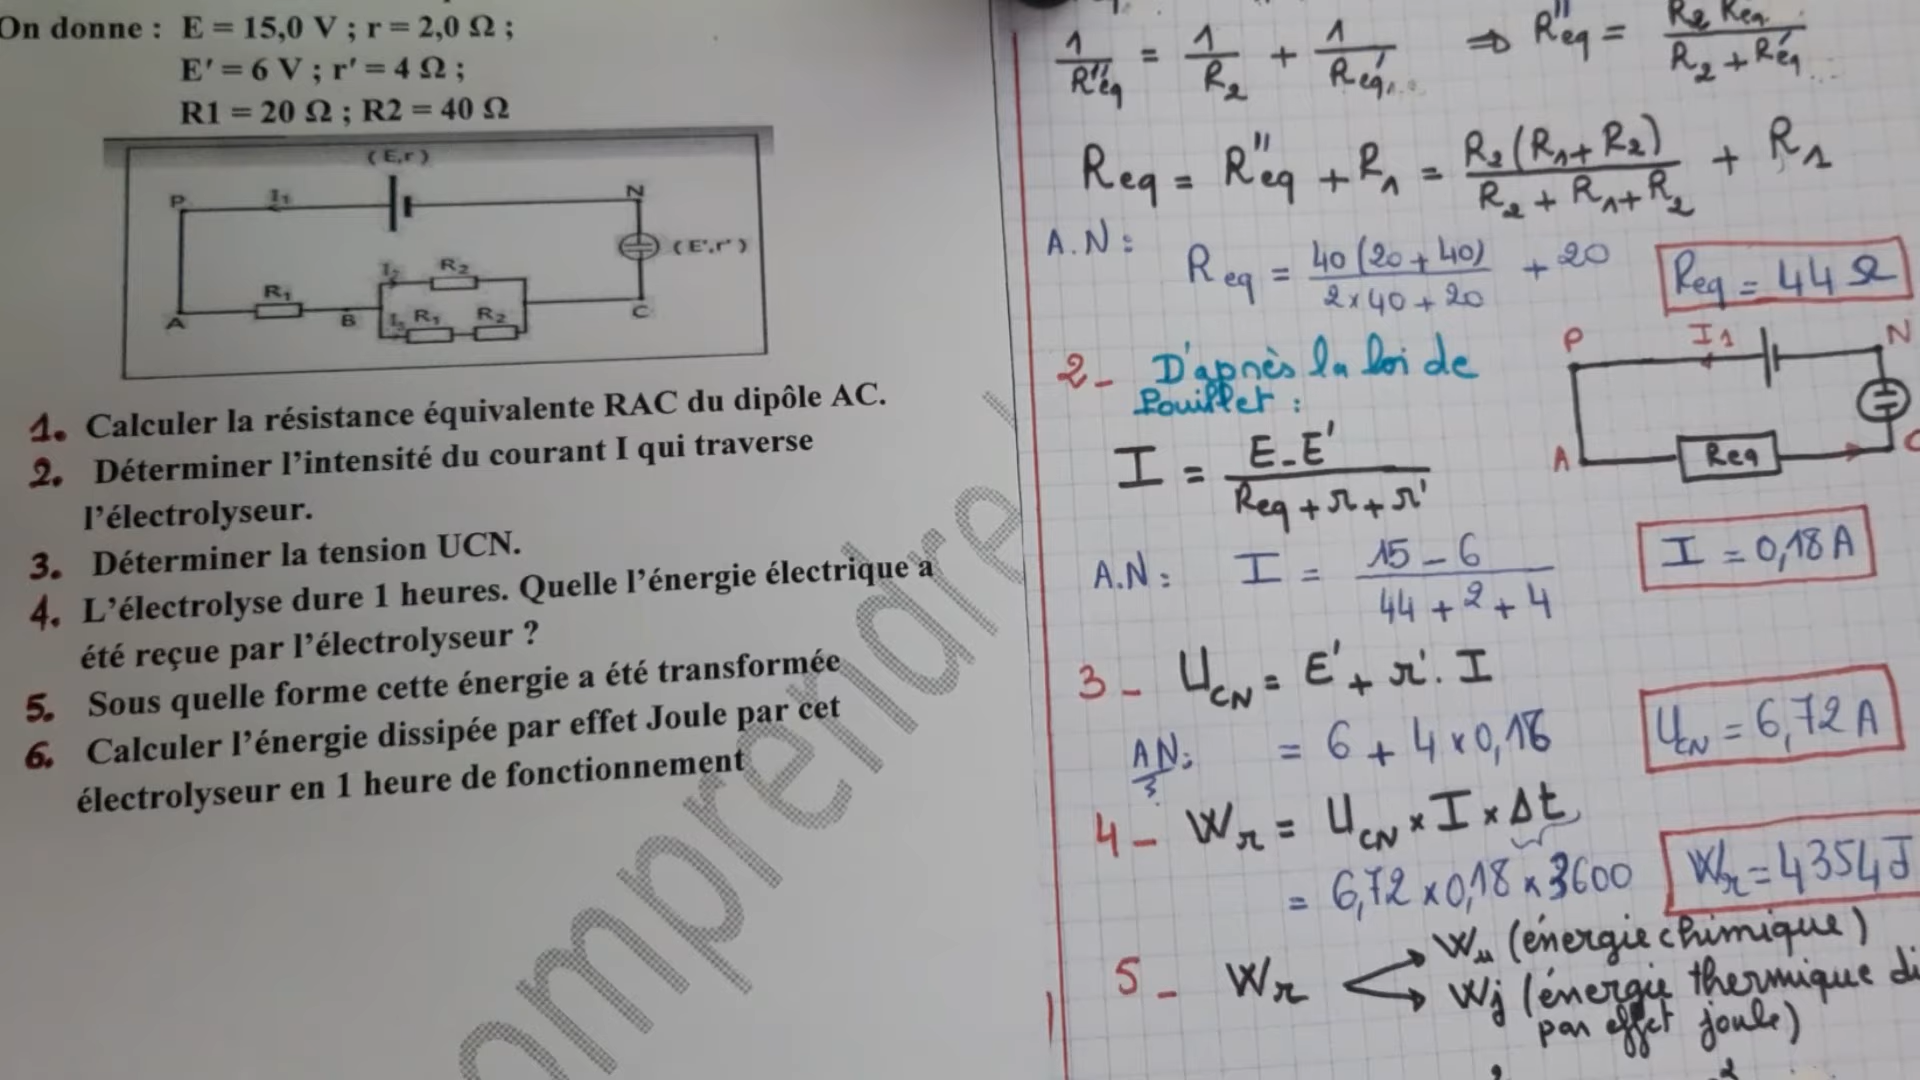 On donne : E = 15,0 V ; r = 2,0 Ω ;
E' = 6 V ; r' = 4 Ω ;
R1 = 20 Ω ; R2 = 40 Ω
(E,r)
P I1 N
(E',r')
I2 R2
R1
A B I3 R1 R2 C
1. Calculer la résistance équivalente RAC du dipôle AC.
2. Déterminer l'intensité du courant I qui traverse
l'électrolyseur.
3. Déterminer la tension UCN.
4. L'électrolyse dure 1 heures. Quelle l'énergie électrique a
été reçue par l'électrolyseur ?
5. Sous quelle forme cette énergie a été transformée
6. Calculer l'énergie dissipée par effet Joule par cet
électrolyseur en 1 heure de fonctionnement
omprendre
1/R''eq = 1/R2 + 1/R'eq ⇒ R''eq = R2 R'eq / R2 + R'eq
Req = R''eq + R1 = R2(R1 + R2) / R2 + R1 + R2 + R1
A.N: Req = 40(20 + 40) / 2×40 + 20 + 20
Req = 44 Ω
2- D'après la loi de
Pouillet :
I = E - E' / Req + r + r'
P I1 N
A Req C
A.N: I = 15 - 6 / 44 + 2 + 4
I = 0,18 A
3- UCN = E' + r'. I
AN: = 6 + 4 × 0,18
UCN = 6,72 A
4- Wr = UCN × I × Δt
= 6,72 × 0,18 × 3600
Wr = 4354 J
5- Wr Wu (énergie chimique)
Wj (énergie thermique di
par effet joule)